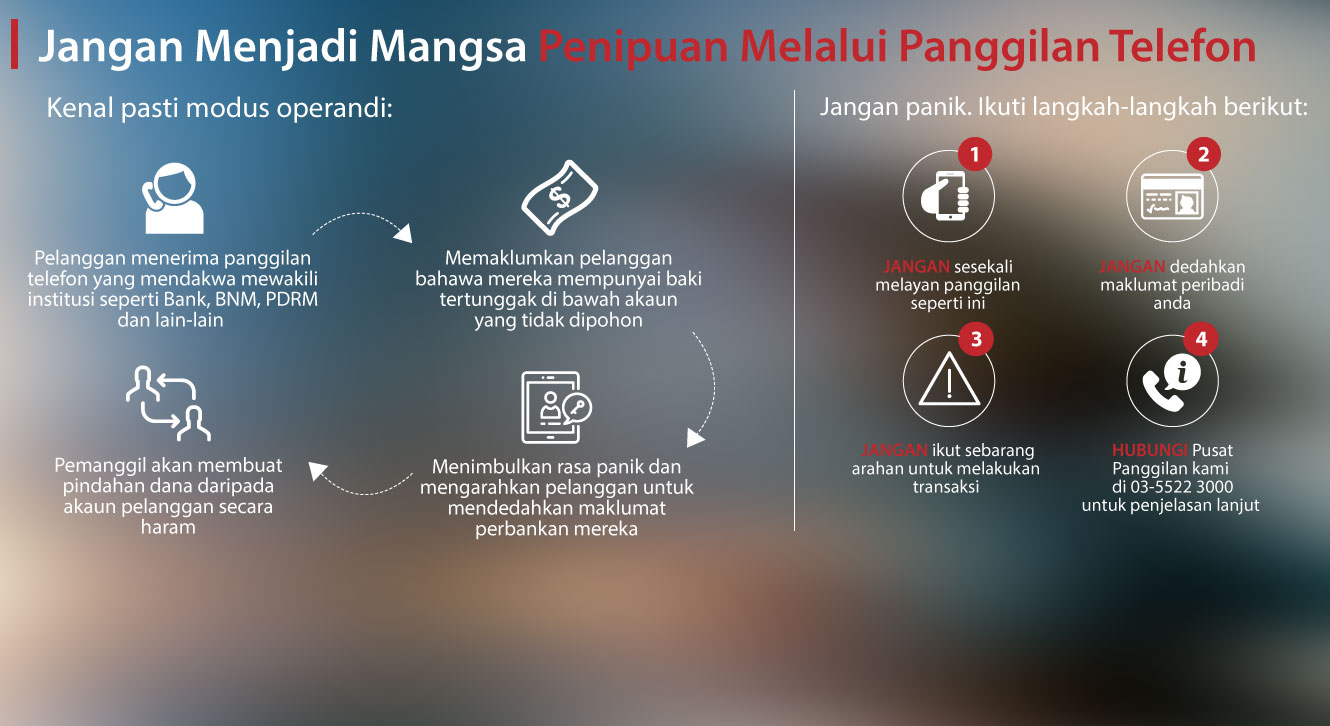 Jangan Menjadi Mangsa Penipuan Melalui Panggilan Telefon
Kenal pasti modus operandi:
Pelanggan menerima panggilan
telefon yang mendakwa mewakili
institusi seperti Bank, BNM, PDRM
dan lain-lain
$
Memaklumkan pelanggan
bahawa mereka mempunyai baki
tertunggak di bawah akaun
yang tidak dipohon
Menimbulkan rasa panik dan
mengarahkan pelanggan untuk
mendedahkan maklumat
perbankan mereka
Pemanggil akan membuat
pindahan dana daripada
akaun pelanggan secara
haram
Jangan panik. Ikuti langkah-langkah berikut:
1
JANGAN sesekali
melayan panggilan
seperti ini
2
JANGAN dedahkan
maklumat peribadi
anda
3
!
JANGAN ikut sebarang
arahan untuk melakukan
transaksi
4
i
HUBUNGI Pusat
Panggilan kami
di 03-5522 3000
untuk penjelasan lanjut